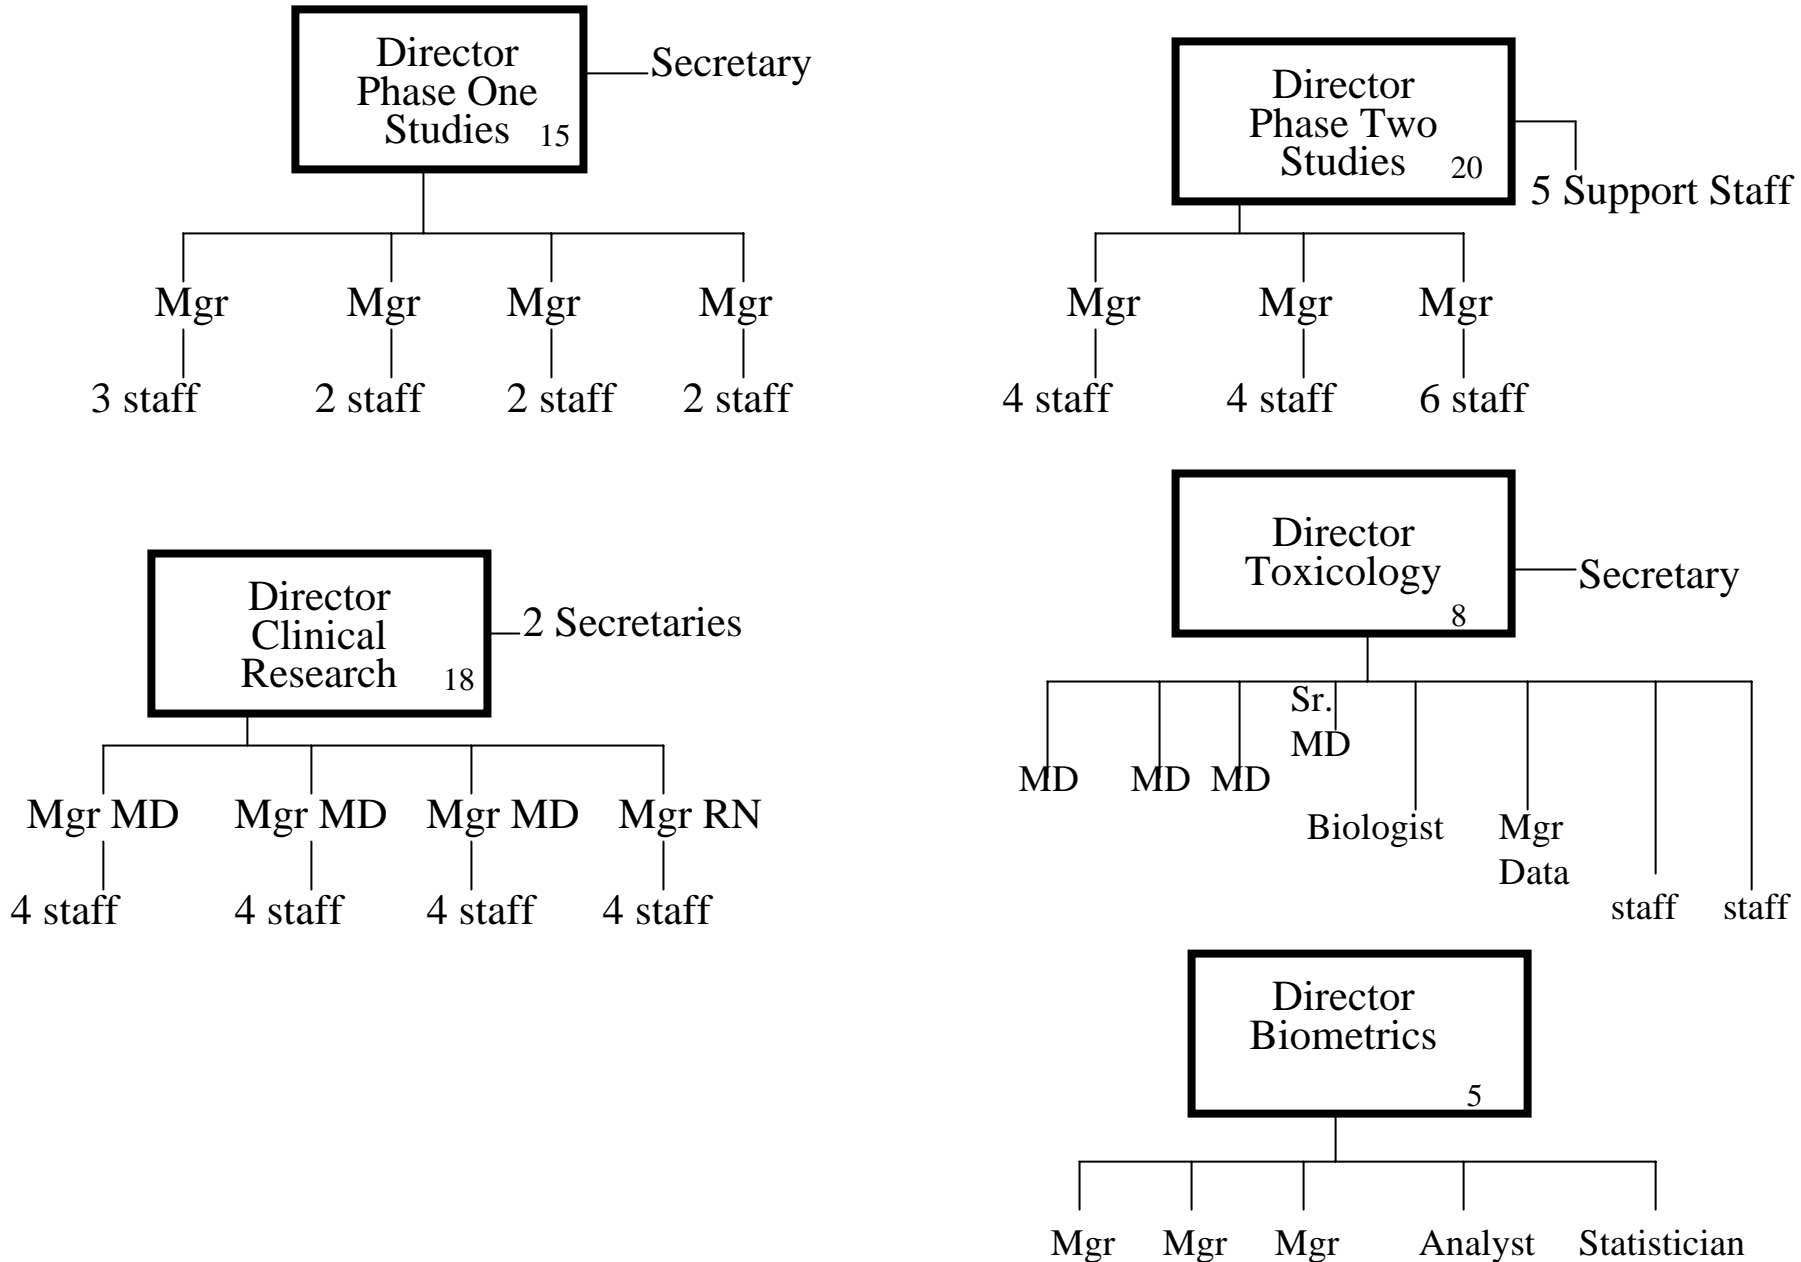 Director
Phase One
Studies 15
Secretary
Mgr Mgr Mgr Mgr
3 staff 2 staff 2 staff 2 staff
Director
Phase Two
Studies 20
5 Support Staff
Mgr Mgr Mgr
4 staff 4 staff 6 staff
Director
Clinical
Research 18
2 Secretaries
Mgr MD Mgr MD Mgr MD Mgr RN
4 staff 4 staff 4 staff 4 staff
Director
Toxicology
8
Secretary
Sr.
MD
MD MD MD
Biologist Mgr
Data
staff staff
Director
Biometrics
5
Mgr Mgr Mgr Analyst Statistician